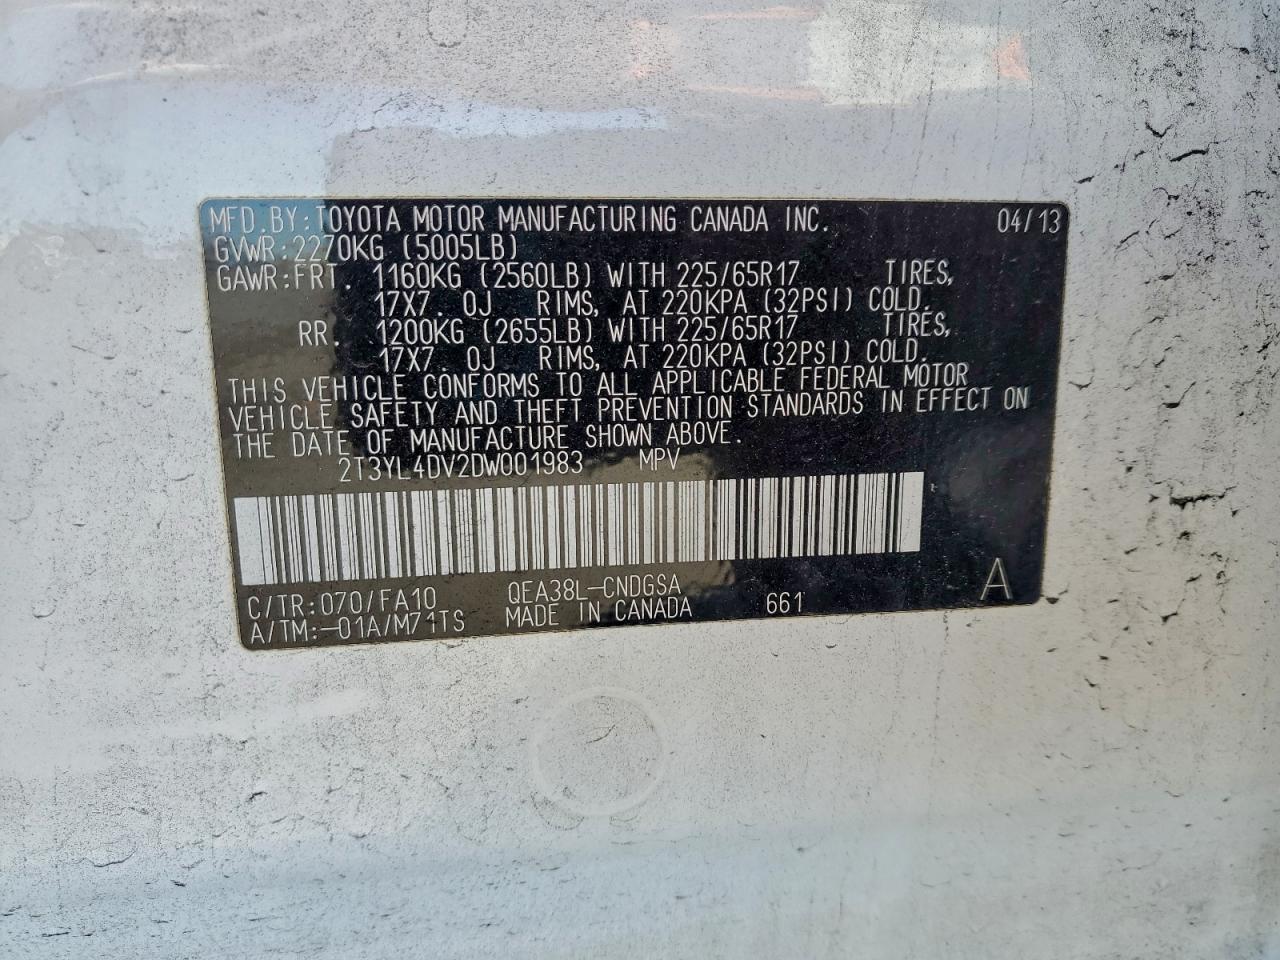 MFD.BY:TOYOTA MOTOR MANUFACTURING CANADA INC. 04/13
GVWR:2270KG (5005LB)
GAWR:FRT. 1160KG (2560LB) WITH 225/65R17 TIRES,
17X7.0J RIMS, AT 220KPA (32PSI) COLD.
RR. 1200KG (2655LB) WITH 225/65R17 TIRES,
17X7.0J RIMS, AT 220KPA (32PSI) COLD.
THIS VEHICLE CONFORMS TO ALL APPLICABLE FEDERAL MOTOR
VEHICLE SAFETY AND THEFT PREVENTION STANDARDS IN EFFECT ON
THE DATE OF MANUFACTURE SHOWN ABOVE.
2T3YL4DV2DW001983 MPV
C/TR:070/FA10 QEA38L-CNDGSA A
A/TM:-01A/M71TS MADE IN CANADA 661